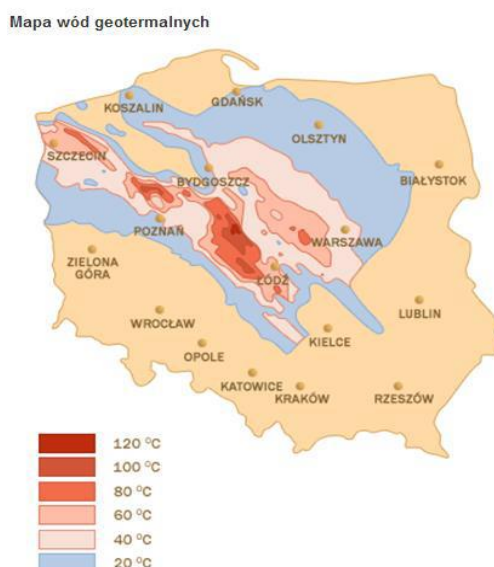 Mapa wód geotermalnych
KOSZALIN
GDAŃSK
OLSZTYN
SZCZECIN
BYDGOSZCZ
BIAŁYSTOK
POZNAŃ
WARSZAWA
ZIELONA
GÓRA
ŁÓDŹ
WROCŁAW
LUBLIN
KIELCE
OPOLE
KATOWICE
KRAKÓW
RZESZÓW
120 °C
100 °C
80 °C
60 °C
40 °C
20 °C